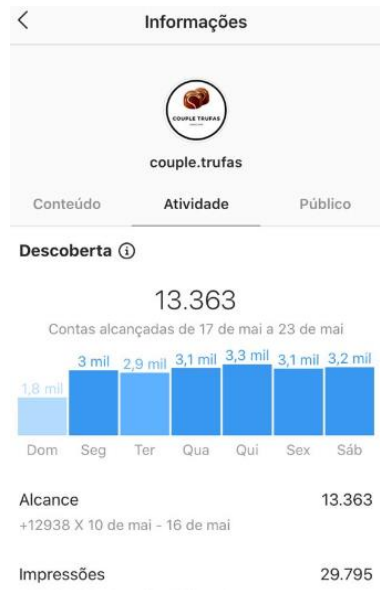 Informações
COUPLE TRUFAS
couple.trufas
Conteúdo Atividade Público
Descoberta
13.363
Contas alcançadas de 17 de mai a 23 de mai
1,8 mil 3 mil 2,9 mil 3,1 mil 3,3 mil 3,1 mil 3,2 mil
Dom Seg Ter Qua Qui Sex Sáb
Alcance 13.363
+12938 X 10 de mai - 16 de mai
Impressões 29.795